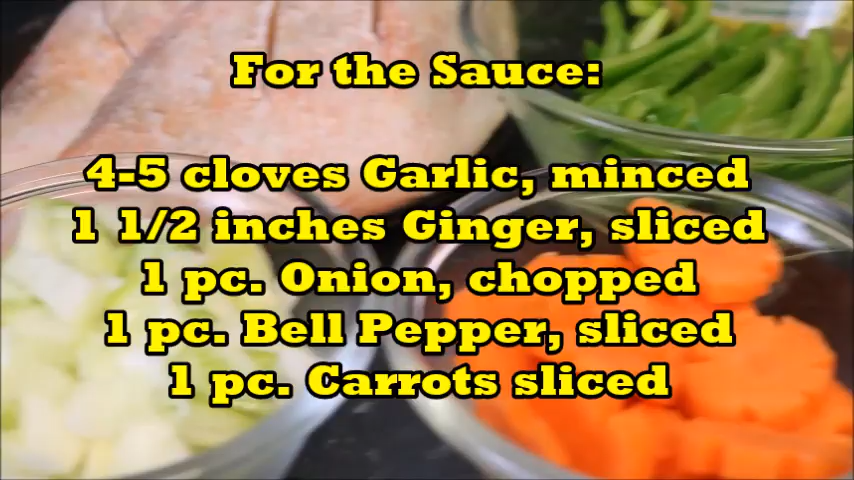 For the Sauce:
4-5 cloves Garlic, minced
1 1/2 inches Ginger, sliced
1 pc. Onion, chopped
1 pc. Bell Pepper, sliced
1 pc. Carrots sliced